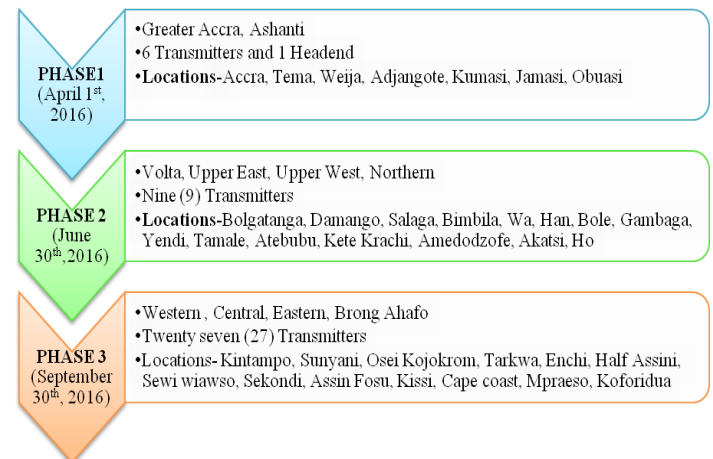 PHASE1
(April 1st,
2016)
•Greater Accra, Ashanti
•6 Transmitters and 1 Headend
•Locations-Accra, Tema, Weija, Adjangote, Kumasi, Jamasi, Obuasi
PHASE 2
(June
30th,2016)
•Volta, Upper East, Upper West, Northern
•Nine (9) Transmitters
•Locations-Bolgatanga, Damango, Salaga, Bimbila, Wa, Han, Bole, Gambaga,
Yendi, Tamale, Atebubu, Kete Krachi, Amedodzofe, Akatsi, Ho
PHASE 3
(September
30th, 2016)
•Western , Central, Eastern, Brong Ahafo
•Twenty seven (27) Transmitters
•Locations- Kintampo, Sunyani, Osei Kojokrom, Tarkwa, Enchi, Half Assini,
Sewi wiawso, Sekondi, Assin Fosu, Kissi, Cape coast, Mpraeso, Koforidua